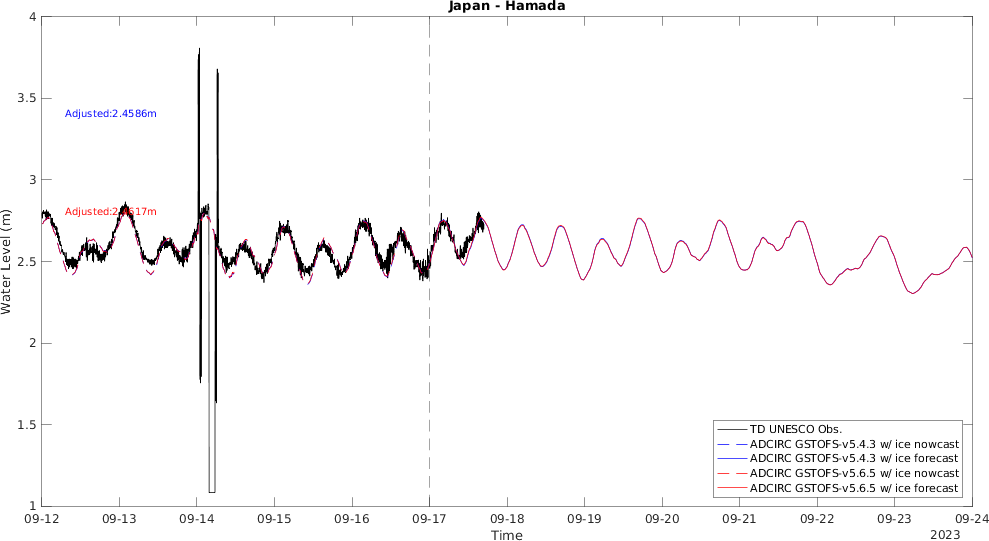 Japan - Hamada
Water Level (m)
4
3.5
3
2.5
2
1.5
1
Adjusted:2.4586m
TD UNESCO Obs.
ADCIRC GSTOFS-v5.4.3 w/ ice nowcast
ADCIRC GSTOFS-v5.4.3 w/ ice forecast
ADCIRC GSTOFS-v5.6.5 w/ ice nowcast
ADCIRC GSTOFS-v5.6.5 w/ ice forecast
09-12 09-13 09-14 09-15 09-16 09-17 09-18 09-19 09-20 09-21 09-22 09-23 09-24
Time
2023